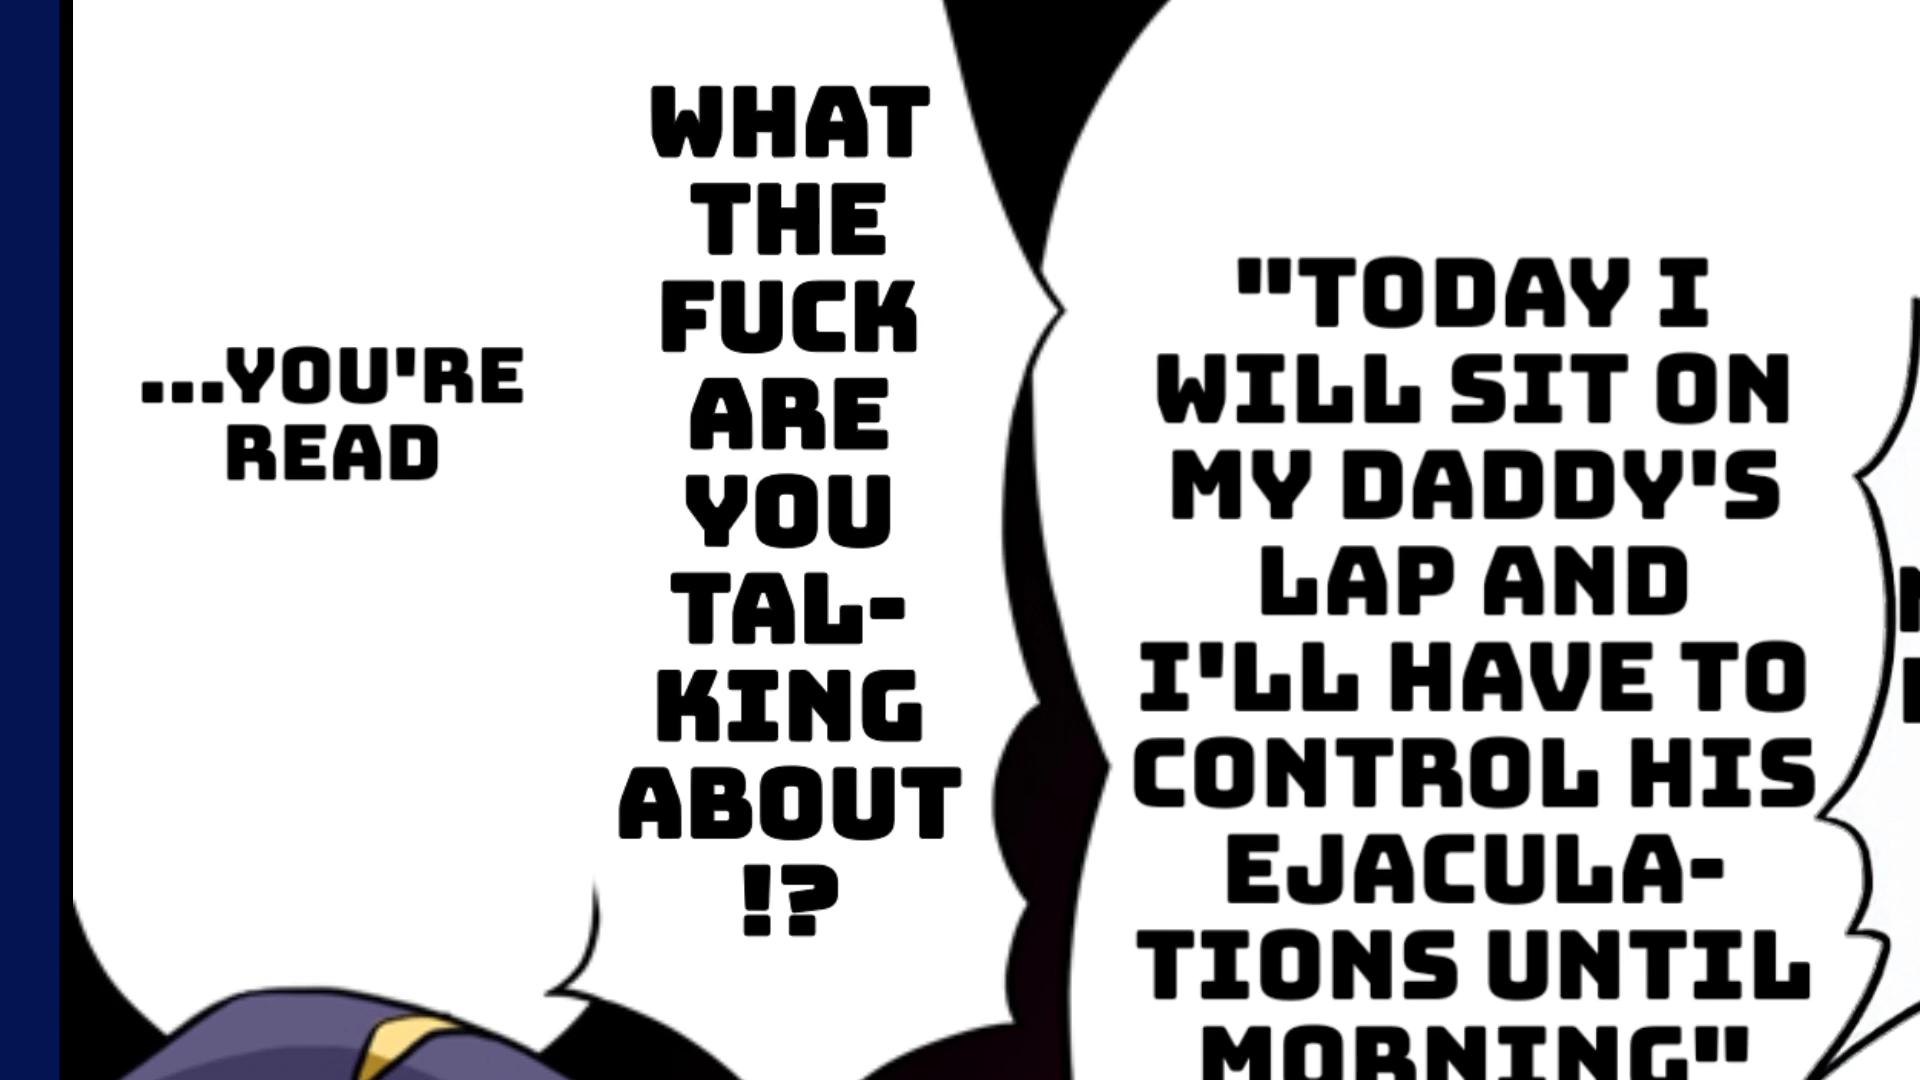 "TODAY I
WILL SIT ON
MY DADDY'S
LAP AND
I'LL HAVE TO
CONTROL HIS
EJACULA-
TIONS UNTIL
MORNING"
WHAT
THE
FUCK
ARE
YOU
TAL-
KING
ABOUT
!?
...YOU'RE
READ